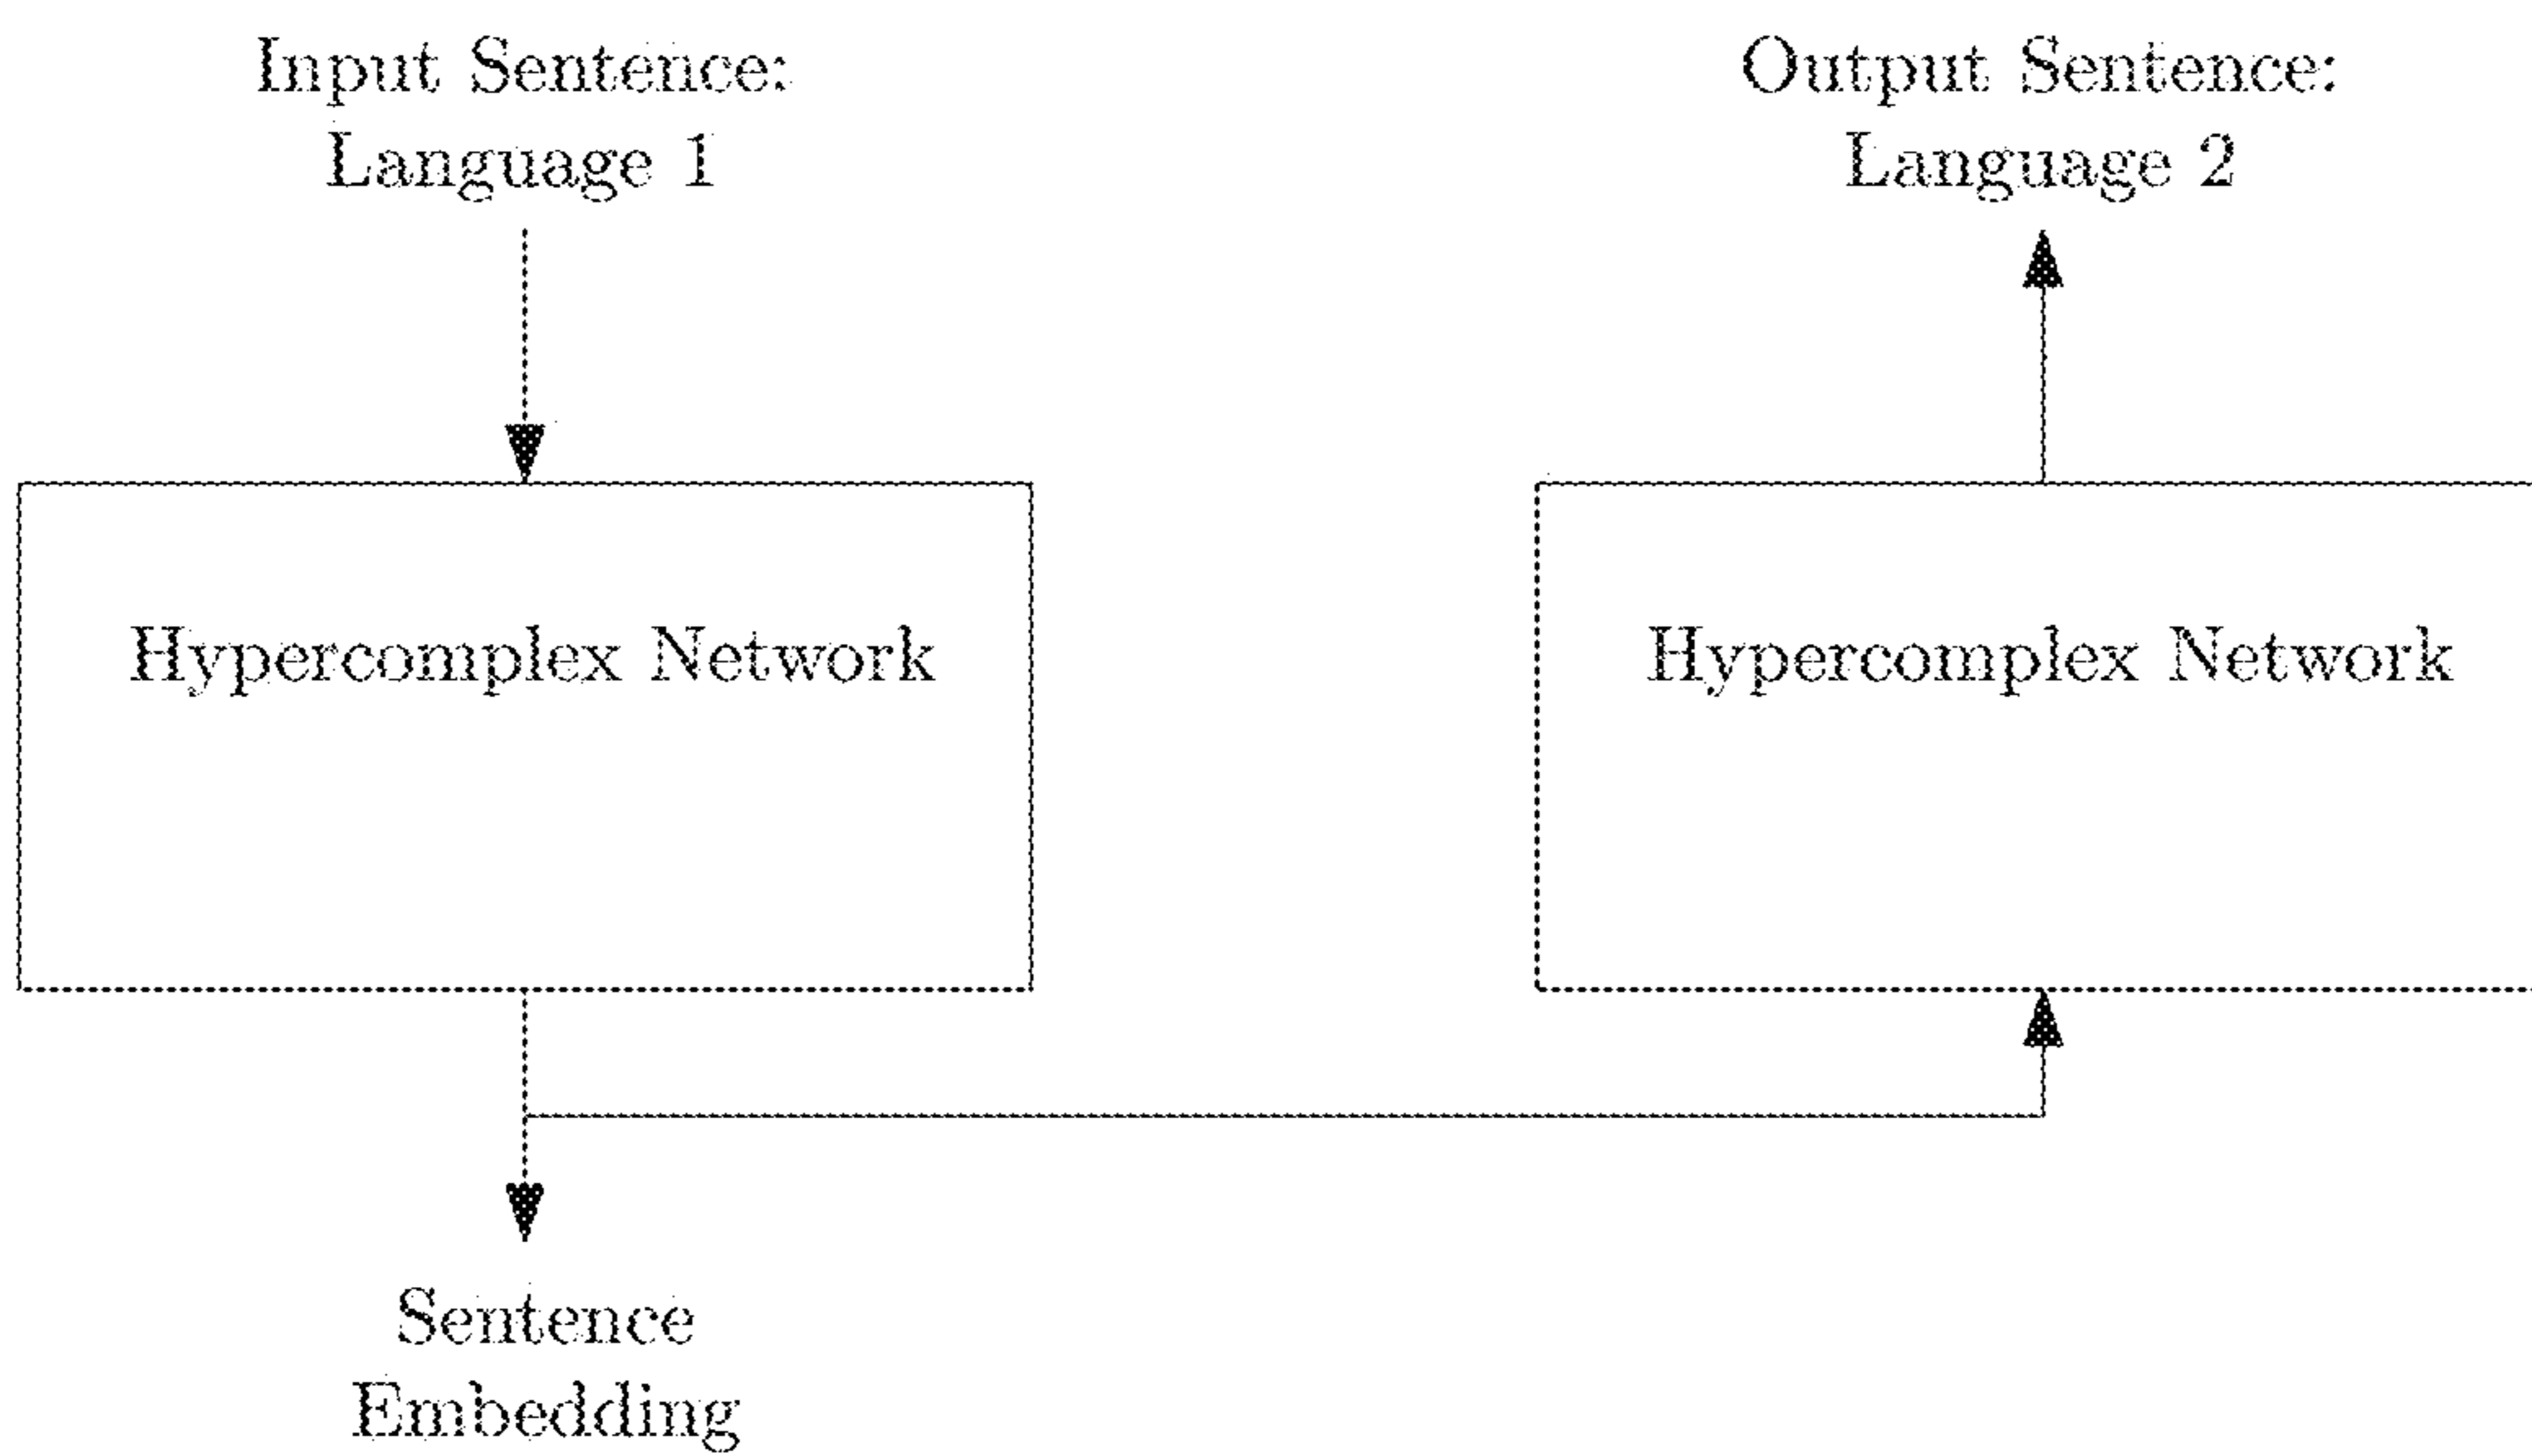 Input Sentence:
Language 1
Output Sentence:
Language 2
Hypercomplex Network
Hypercomplex Network
Sentence
Embedding